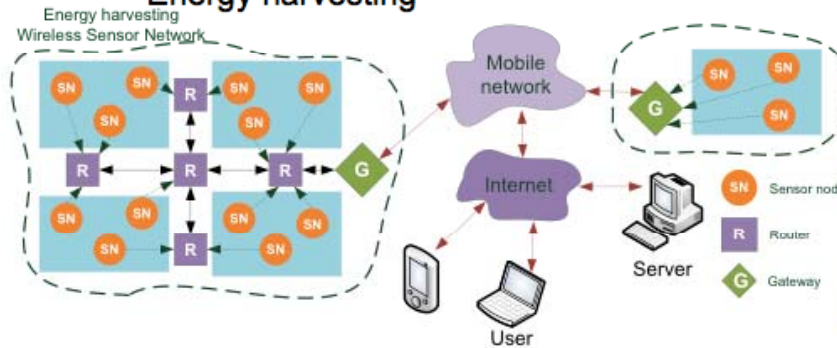 Energy harvesting
Energy harvesting
Wireless Sensor Network
SN
SN
R
SN
SN
SN
SN
R
R
R
G
SN
SN
SN
SN
SN
R
SN
Mobile
network
Internet
User
Server
G
SN
SN
SN
SN
Sensor nod
R
Router
G
Gateway